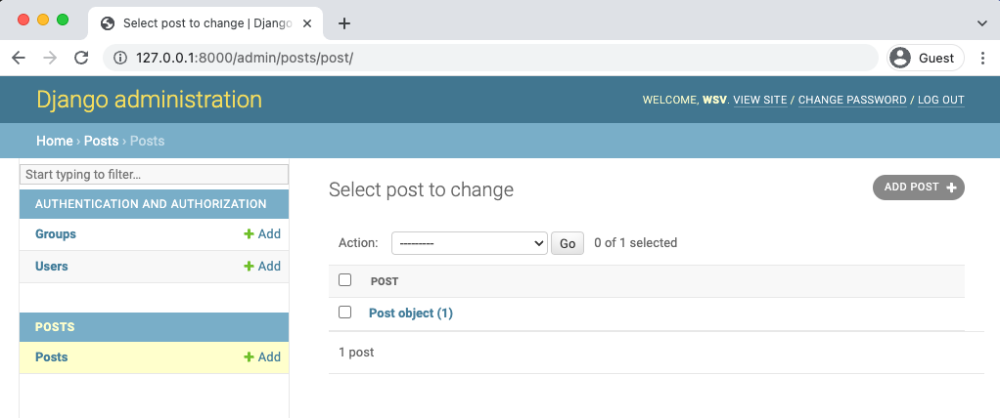 Select post to change | Django
127.0.0.1:8000/admin/posts/post/
Guest
Django administration
WELCOME, WSV. VIEW SITE / CHANGE PASSWORD / LOG OUT
Home › Posts › Posts
Start typing to filter...
AUTHENTICATION AND AUTHORIZATION
Groups + Add
Users + Add
POSTS
Posts + Add
Select post to change
ADD POST +
Action: --------- Go 0 of 1 selected
POST
Post object (1)
1 post